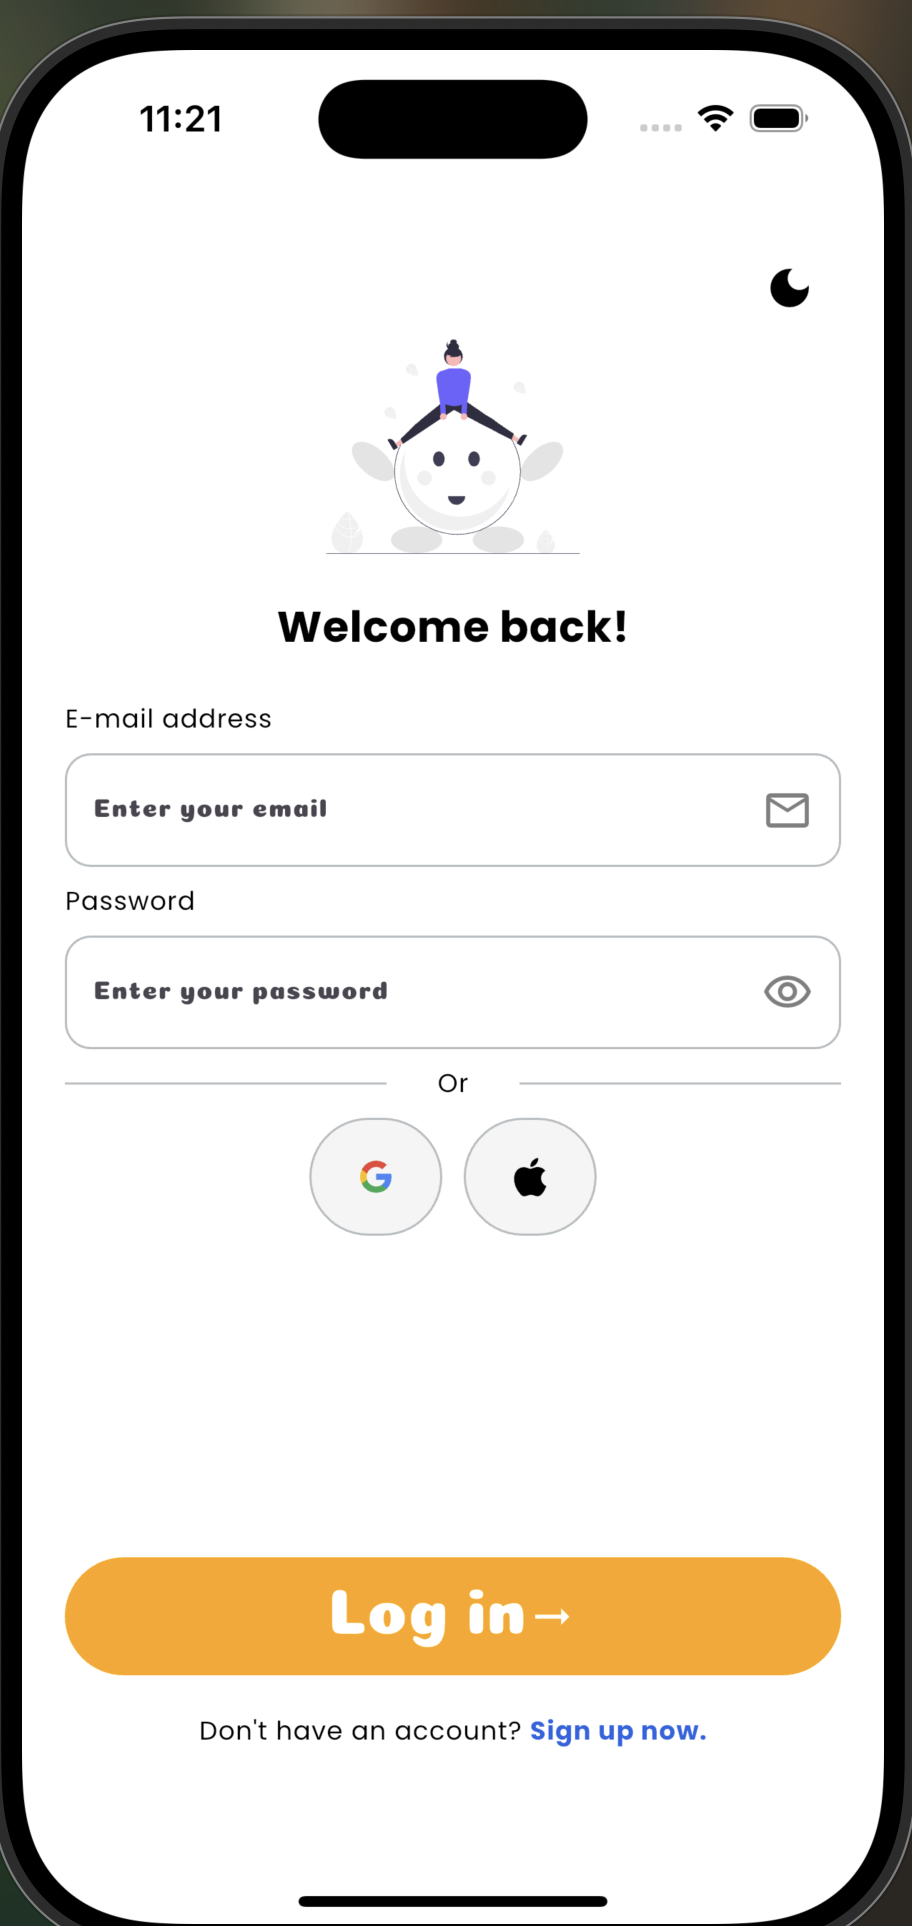 11:21
Welcome back!
E-mail address
Enter your email
Password
Enter your password
Or
Log in→
Don't have an account? Sign up now.